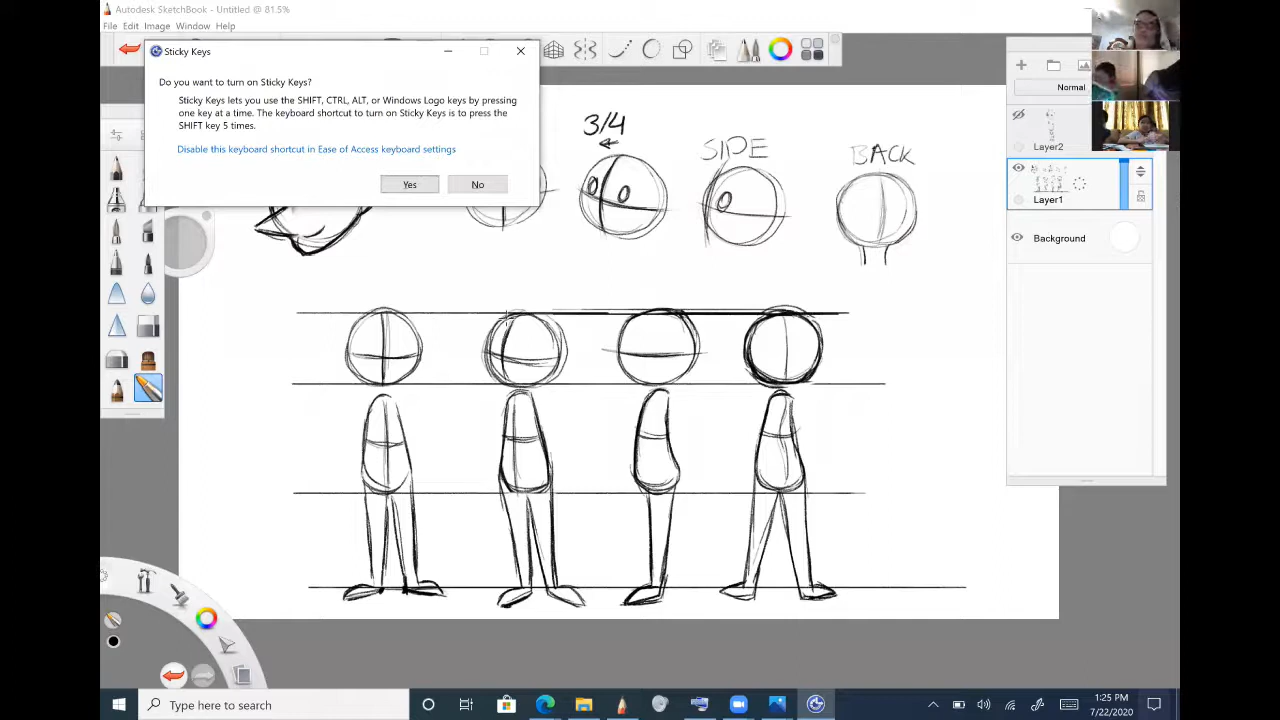 Autodesk SketchBook - Untitled @ 81.5%
File Edit Image Window Help
Sticky Keys
Do you want to turn on Sticky Keys?
Sticky Keys lets you use the SHIFT, CTRL, ALT, or Windows Logo keys by pressing
one key at a time. The keyboard shortcut to turn on Sticky Keys is to press the
SHIFT key 5 times.
Disable this keyboard shortcut in Ease of Access keyboard settings
Yes No
3/4
SIDE
BACK
Normal
Layer2
Layer1
Background
Type here to search
1:25 PM
7/22/2020